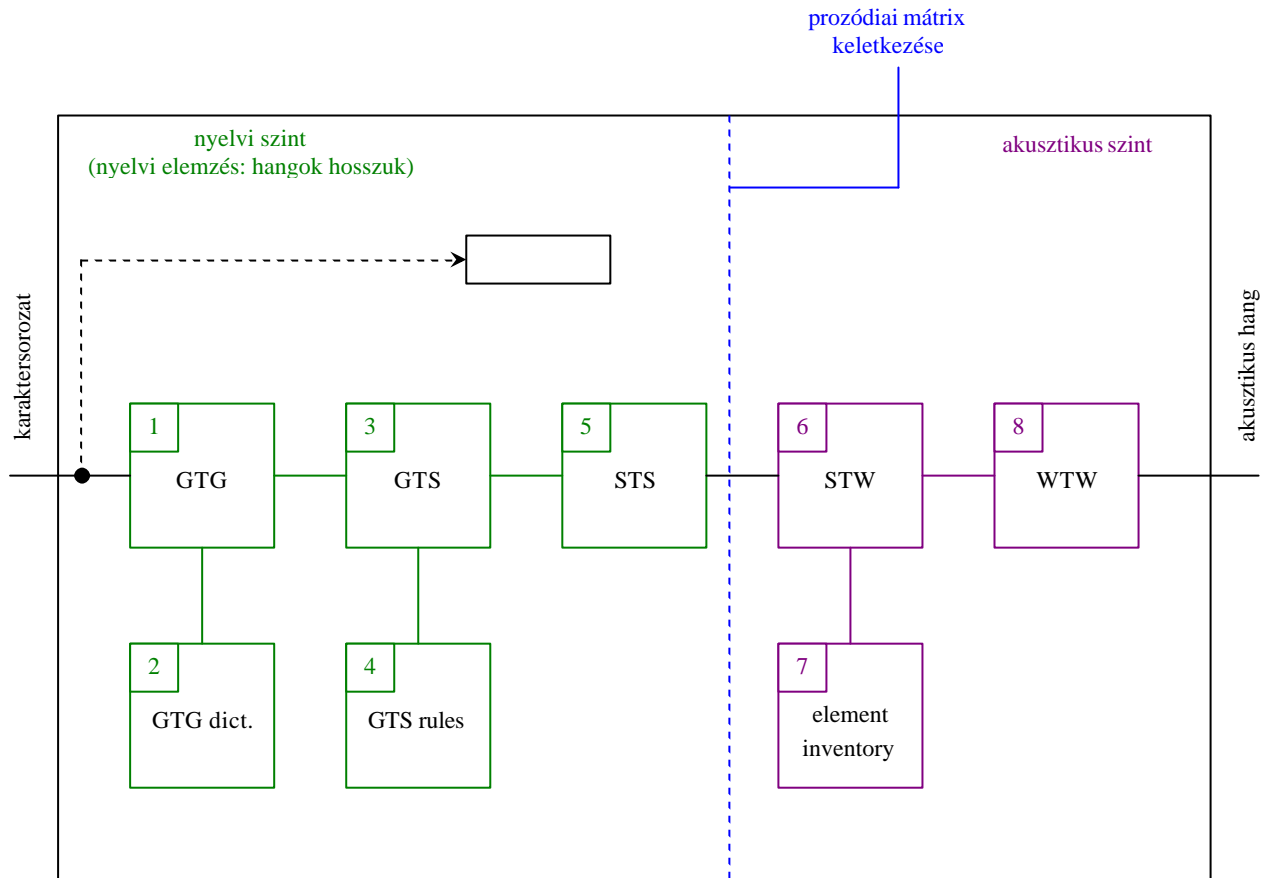 prozódiai mátrix
keletkezése
nyelvi szint
(nyelvi elemzés: hangok hosszuk)
akusztikus szint
karaktersorozat
akusztikus hang
1
GTG
3
GTS
5
STS
6
STW
8
WTW
2
GTG dict.
4
GTS rules
7
element
inventory